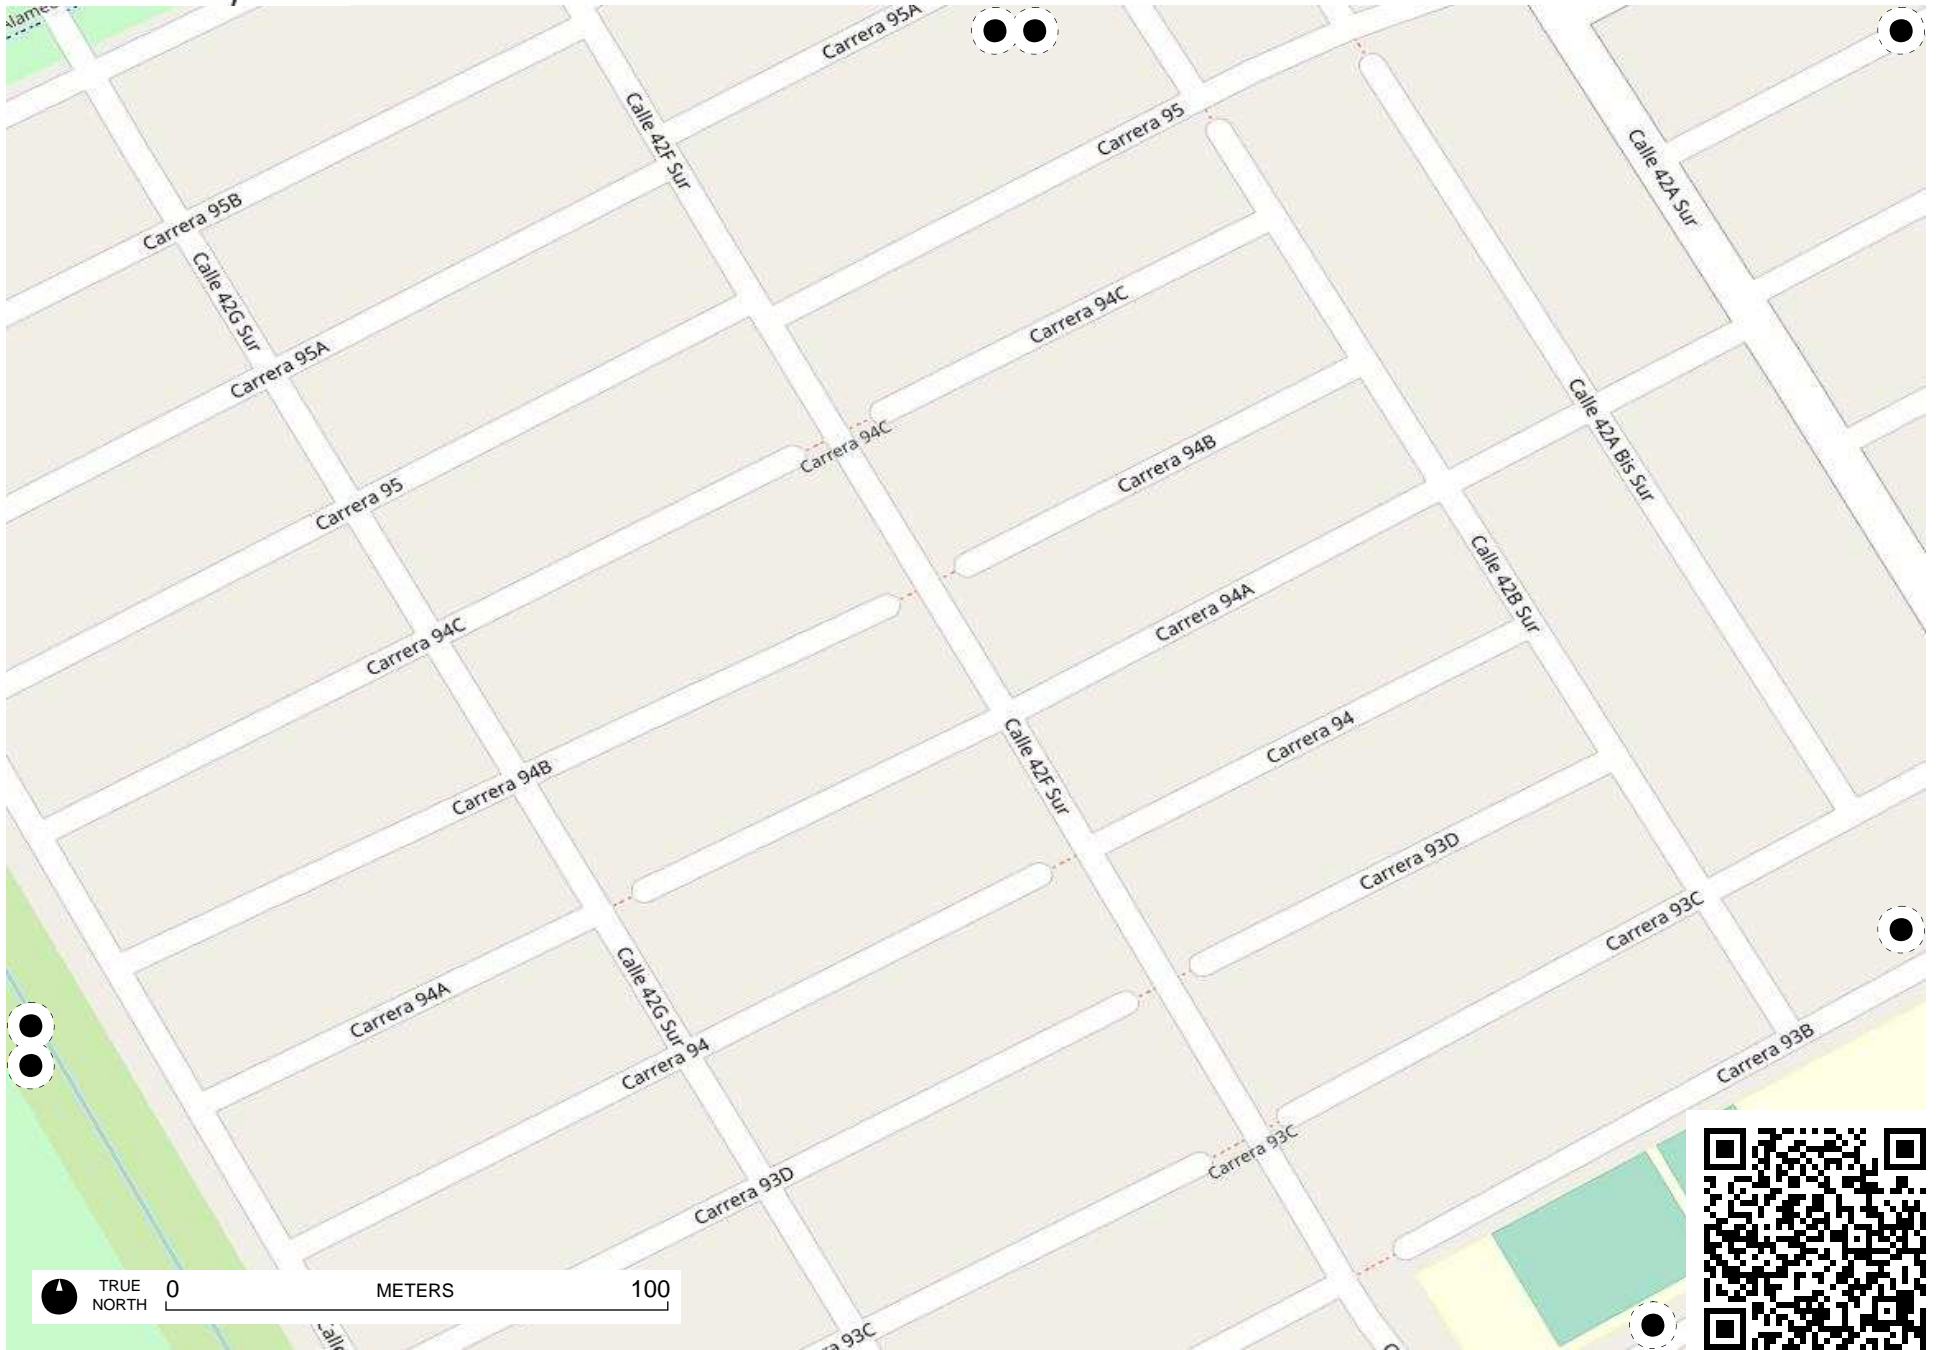 Carrera 95A
Calle 42F Sur
Carrera 95
Calle 42A Sur
Carrera 95B
Calle 42G Sur
Carrera 94C
Carrera 95A
Calle 42A Bis Sur
Carrera 94C
Carrera 94B
Carrera 95
Calle 42B Sur
Carrera 94A
Carrera 94C
Carrera 94
Calle 42F Sur
Carrera 94B
Carrera 93D
Carrera 93C
Calle 42G Sur
Carrera 94A
Carrera 94
Carrera 93B
Carrera 93C
Carrera 93D
TRUE
NORTH
0 METERS 100
93C